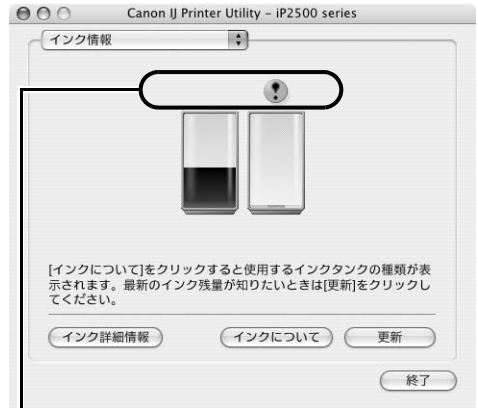 Canon IJ Printer Utility – iP2500 series
インク情報
[インクについて]をクリックすると使用するインクタンクの種類が表
示されます。最新のインク残量が知りたいときは[更新]をクリックし
てください。
インク詳細情報
インクについて
更新
終了